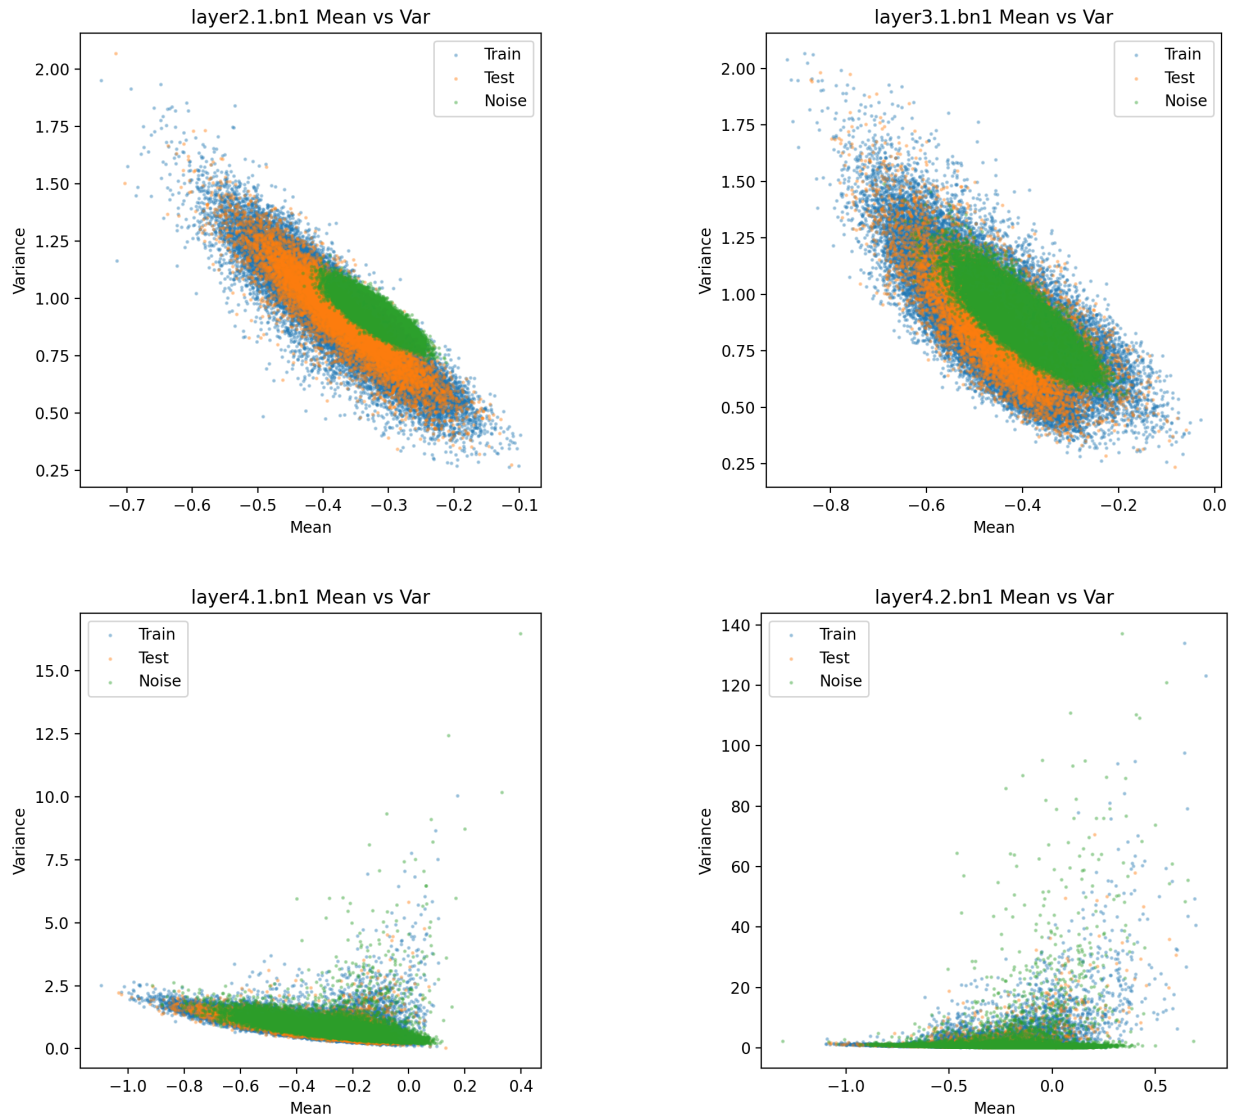 layer2.1.bn1 Mean vs Var
Train
Test
Noise
2.00
1.75
1.50
1.25
1.00
0.75
0.50
0.25
Variance
−0.7 −0.6 −0.5 −0.4 −0.3 −0.2 −0.1
Mean
layer3.1.bn1 Mean vs Var
Train
Test
Noise
2.00
1.75
1.50
1.25
1.00
0.75
0.50
0.25
Variance
−0.8 −0.6 −0.4 −0.2 0.0
Mean
layer4.1.bn1 Mean vs Var
Train
Test
Noise
15.0
12.5
10.0
7.5
5.0
2.5
0.0
Variance
−1.0 −0.8 −0.6 −0.4 −0.2 0.0 0.2 0.4
Mean
layer4.2.bn1 Mean vs Var
Train
Test
Noise
140
120
100
80
60
40
20
0
Variance
−1.0 −0.5 0.0 0.5
Mean